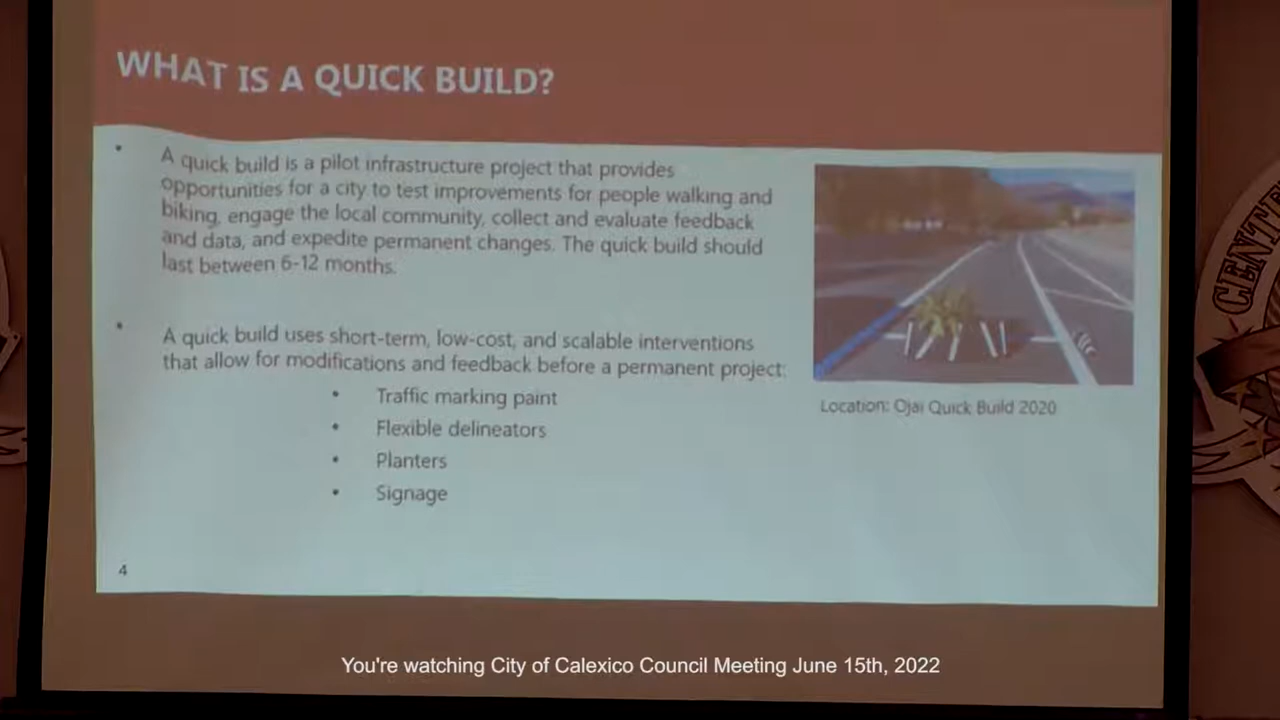 WHAT IS A QUICK BUILD?
• A quick build is a pilot infrastructure project that provides
opportunities for a city to test improvements for people walking and
biking, engage the local community, collect and evaluate feedback
and data, and expedite permanent changes. The quick build should
last between 6-12 months.
• A quick build uses short-term, low-cost, and scalable interventions
that allow for modifications and feedback before a permanent project:
• Traffic marking paint
• Flexible delineators
• Planters
• Signage
Location: Ojai Quick Build 2020
4
You're watching City of Calexico Council Meeting June 15th, 2022